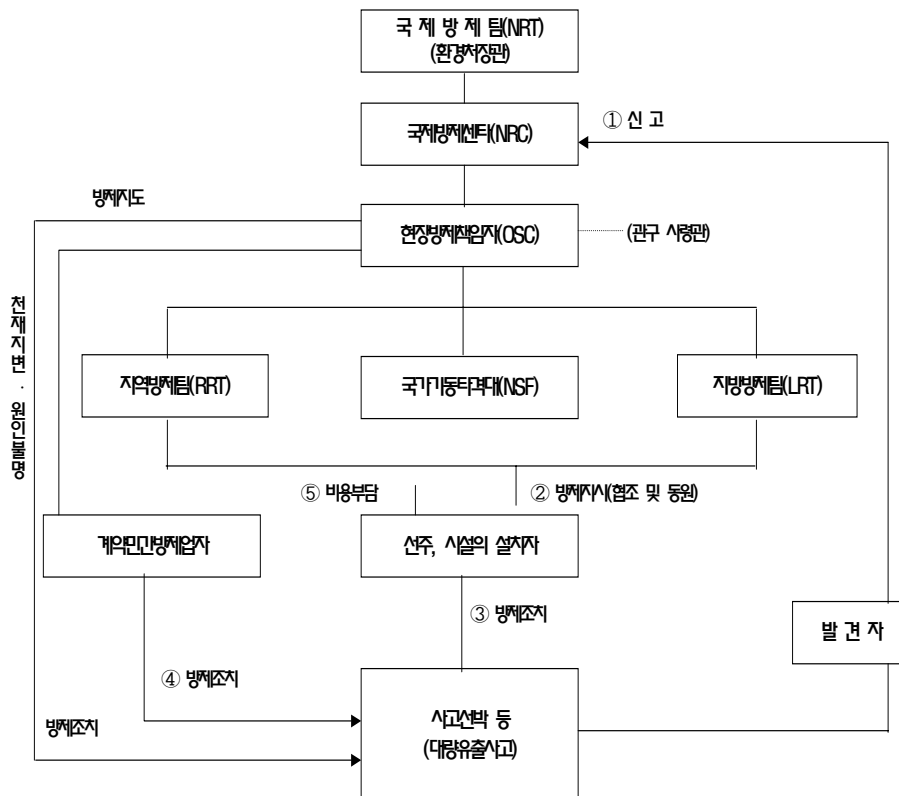 국 제 방 제 팀(NRT)
(환경처장관)
① 신 고
국제방제센타(NRC)
방제지도
현장방제책임자(OSC)
(관구 사령관)
천재지변 · 원인불명
지역방제팀(RRT)
국가기동타격대(NSF)
지방방제팀(LRT)
⑤ 비용부담
② 방제지시(협조 및 동원)
계약민간방제업자
선주, 시설의 설치자
③ 방제조치
발 견 자
④ 방제조치
사고선박 등
(대량유출사고)
방제조치